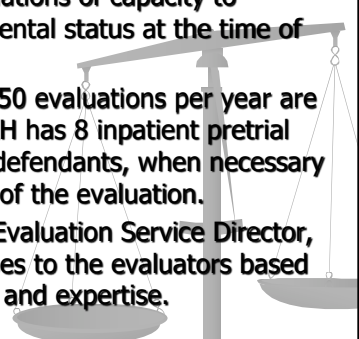 ations of capacity to
ental status at the time of
50 evaluations per year are
H has 8 inpatient pretrial
defendants, when necessary
of the evaluation.
Evaluation Service Director,
es to the evaluators based
and expertise.